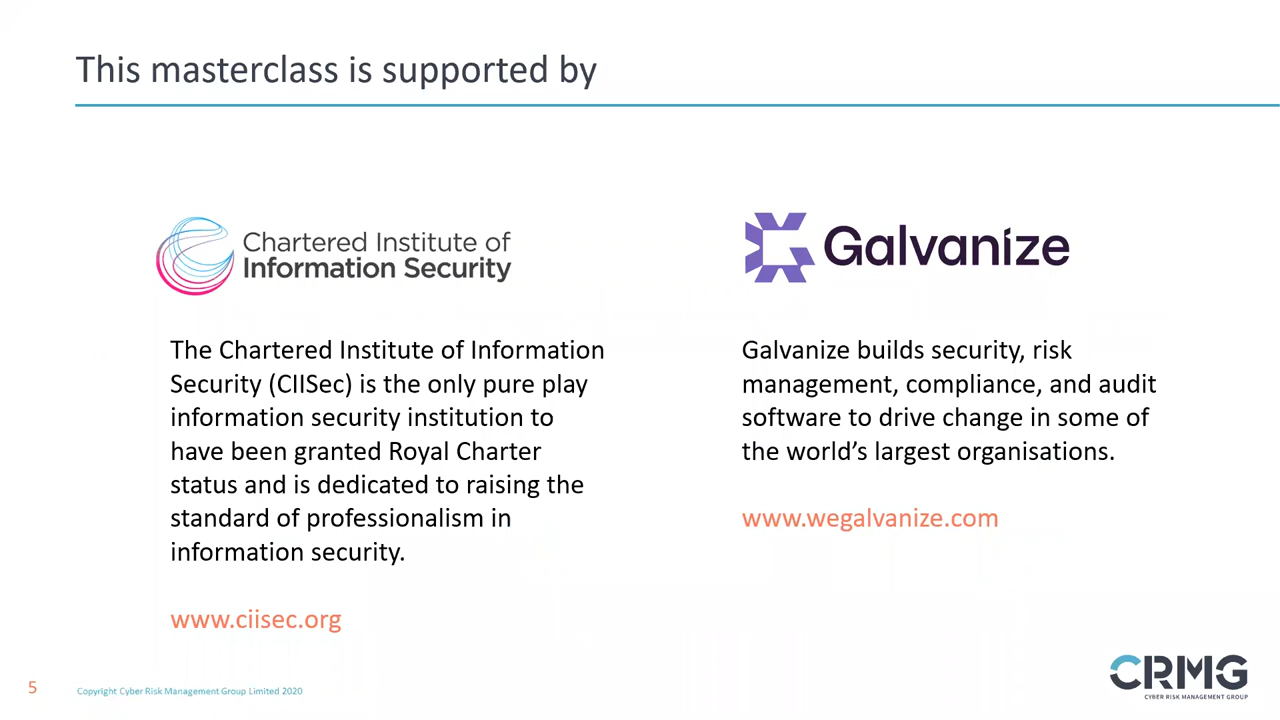 This masterclass is supported by
Chartered Institute of
Information Security
The Chartered Institute of Information
Security (CIISec) is the only pure play
information security institution to
have been granted Royal Charter
status and is dedicated to raising the
standard of professionalism in
information security.
www.ciisec.org
Galvanize
Galvanize builds security, risk
management, compliance, and audit
software to drive change in some of
the world’s largest organisations.
www.wegalvanize.com
5
Copyright Cyber Risk Management Group Limited 2020
CRMG
CYBER RISK MANAGEMENT GROUP